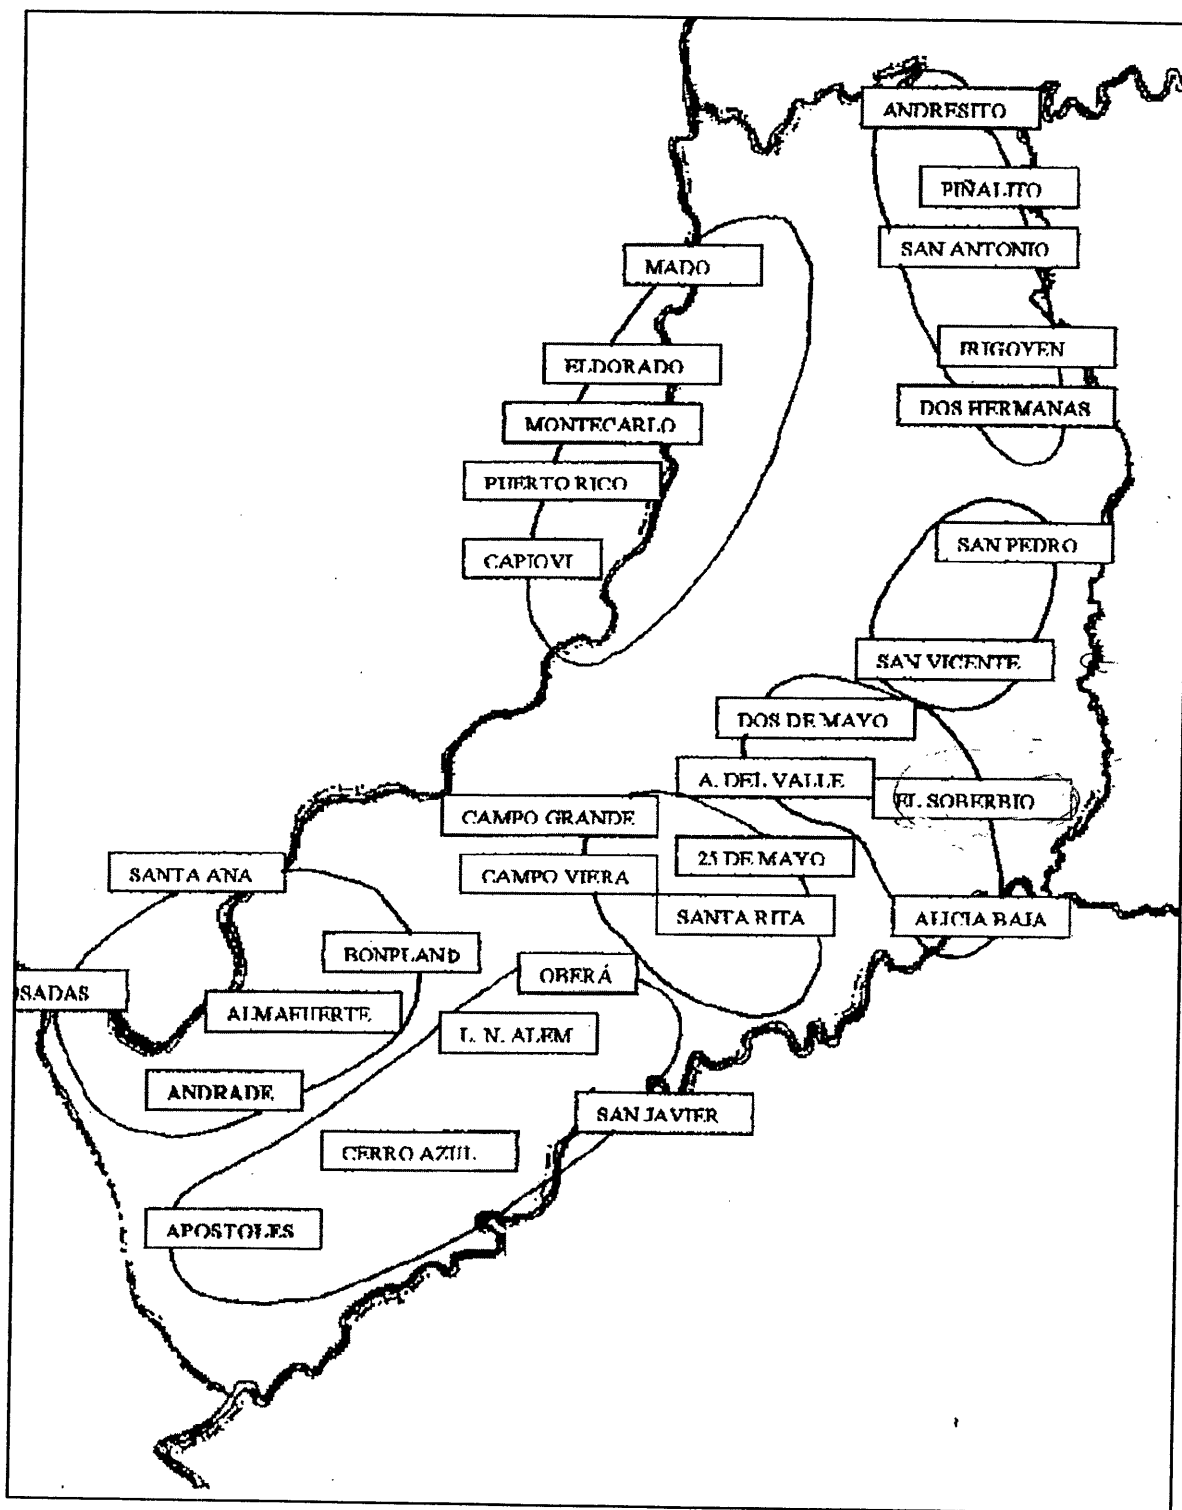 ANDRESITO
PIÑALITO
SAN ANTONIO
MADO
IRIGOYEN
ELDORADO
DOS HERMANAS
MONTECARLO
PUERTO RICO
SAN PEDRO
CAPIOVI
SAN VICENTE
DOS DE MAYO
A. DEL VALLE
EL SOBERBIO
CAMPO GRANDE
25 DE MAYO
SANTA ANA
CAMPO VIERA
SANTA RITA
ALICIA BAJA
BONPLAND
OBERÁ
SADAS
ALMAFUERTE
L. N. ALEM
ANDRADE
SAN JAVIER
CERRO AZUL
APOSTOLES